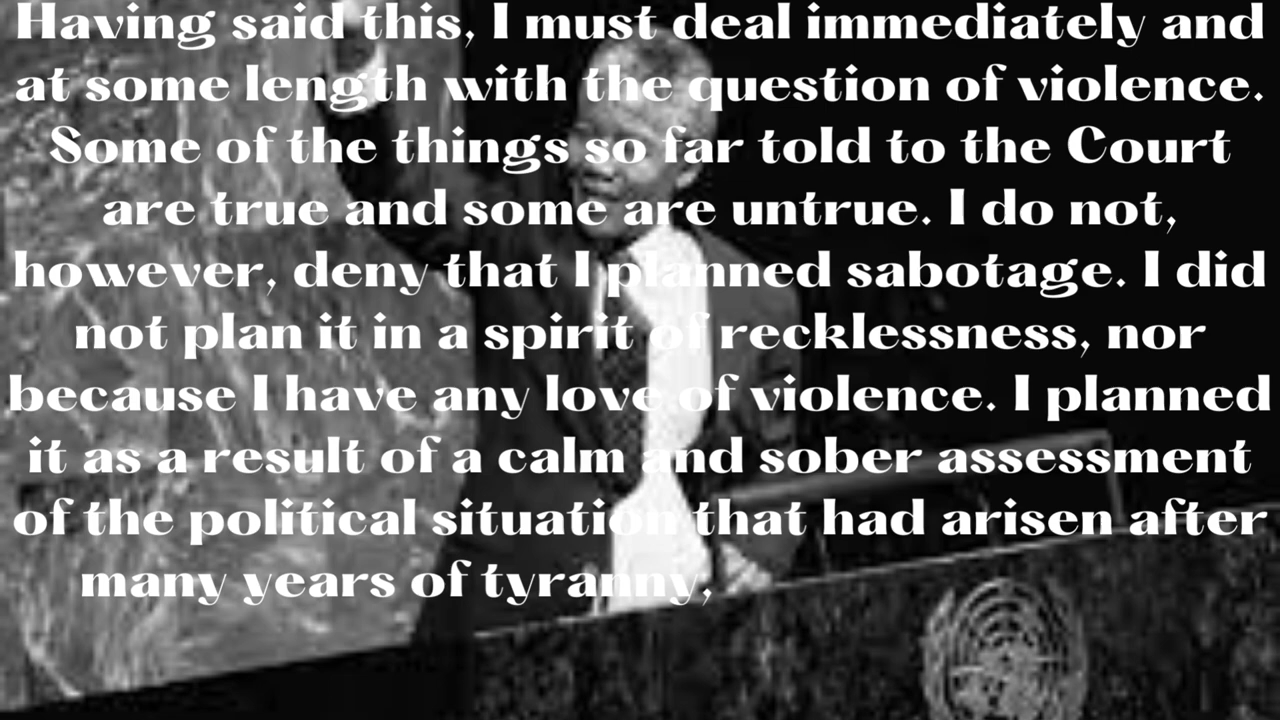 Having said this, I must deal immediately and
at some length with the question of violence.
Some of the things so far told to the Court
are true and some are untrue. I do not,
however, deny that I planned sabotage. I did
not plan it in a spirit of recklessness, nor
because I have any love of violence. I planned
it as a result of a calm and sober assessment
of the political situation that had arisen after
many years of tyranny,